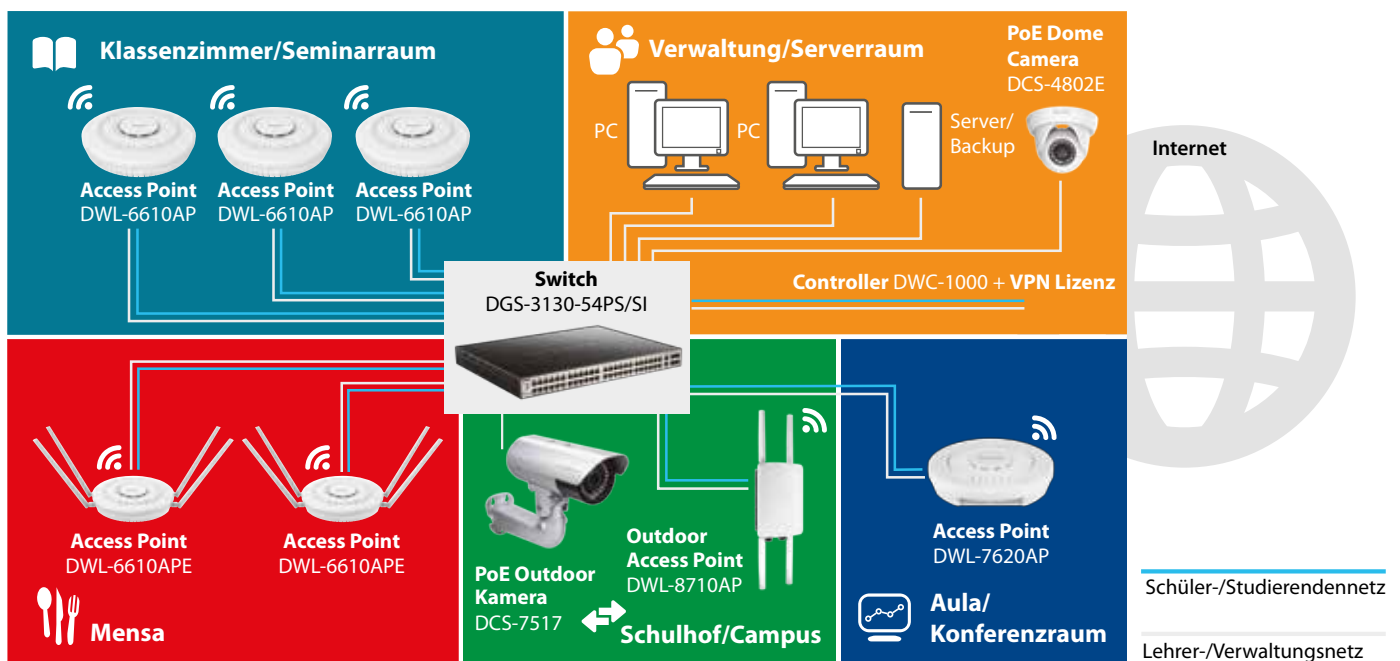 Klassenzimmer/Seminarraum
Access Point
DWL-6610AP
Access Point
DWL-6610AP
Access Point
DWL-6610AP
Verwaltung/Serverraum
PoE Dome
Camera
DCS-4802E
PC
PC
Server/
Backup
Controller DWC-1000 + VPN Lizenz
Internet
Switch
DGS-3130-54PS/SI
Access Point
DWL-6610APE
Access Point
DWL-6610APE
Mensa
PoE Outdoor
Kamera
DCS-7517
Outdoor
Access Point
DWL-8710AP
Schulhof/Campus
Access Point
DWL-7620AP
Aula/
Konferenzraum
Schüler-/Studierendennetz
Lehrer-/Verwaltungsnetz